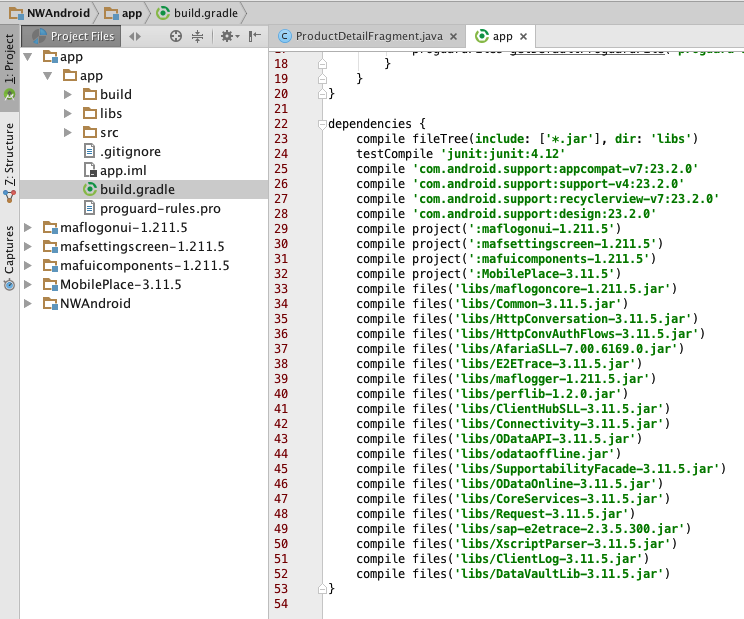 NWAndroid app build.gradle
1: Project
7: Structure
Captures
Project Files
app
app
build
libs
src
.gitignore
app.iml
build.gradle
proguard-rules.pro
maflogonui-1.211.5
mafsettingscreen-1.211.5
mafuicomponents-1.211.5
MobilePlace-3.11.5
NWAndroid
ProductDetailFragment.java app
18 }
19 }
20 }
21
22 dependencies {
23 compile fileTree(include: ['*.jar'], dir: 'libs')
24 testCompile 'junit:junit:4.12'
25 compile 'com.android.support:appcompat-v7:23.2.0'
26 compile 'com.android.support:support-v4:23.2.0'
27 compile 'com.android.support:recyclerview-v7:23.2.0'
28 compile 'com.android.support:design:23.2.0'
29 compile project(':maflogonui-1.211.5')
30 compile project(':mafsettingscreen-1.211.5')
31 compile project(':mafuicomponents-1.211.5')
32 compile project(':MobilePlace-3.11.5')
33 compile files('libs/maflogoncore-1.211.5.jar')
34 compile files('libs/Common-3.11.5.jar')
35 compile files('libs/HttpConversation-3.11.5.jar')
36 compile files('libs/HttpConvAuthFlows-3.11.5.jar')
37 compile files('libs/AfariaSLL-7.00.6169.0.jar')
38 compile files('libs/E2ETrace-3.11.5.jar')
39 compile files('libs/maflogger-1.211.5.jar')
40 compile files('libs/perflib-1.2.0.jar')
41 compile files('libs/ClientHubSLL-3.11.5.jar')
42 compile files('libs/Connectivity-3.11.5.jar')
43 compile files('libs/ODataAPI-3.11.5.jar')
44 compile files('libs/odataoffline.jar')
45 compile files('libs/SupportabilityFacade-3.11.5.jar')
46 compile files('libs/ODataOnline-3.11.5.jar')
47 compile files('libs/CoreServices-3.11.5.jar')
48 compile files('libs/Request-3.11.5.jar')
49 compile files('libs/sap-e2etrace-2.3.5.300.jar')
50 compile files('libs/XscriptParser-3.11.5.jar')
51 compile files('libs/ClientLog-3.11.5.jar')
52 compile files('libs/DataVaultLib-3.11.5.jar')
53 }
54